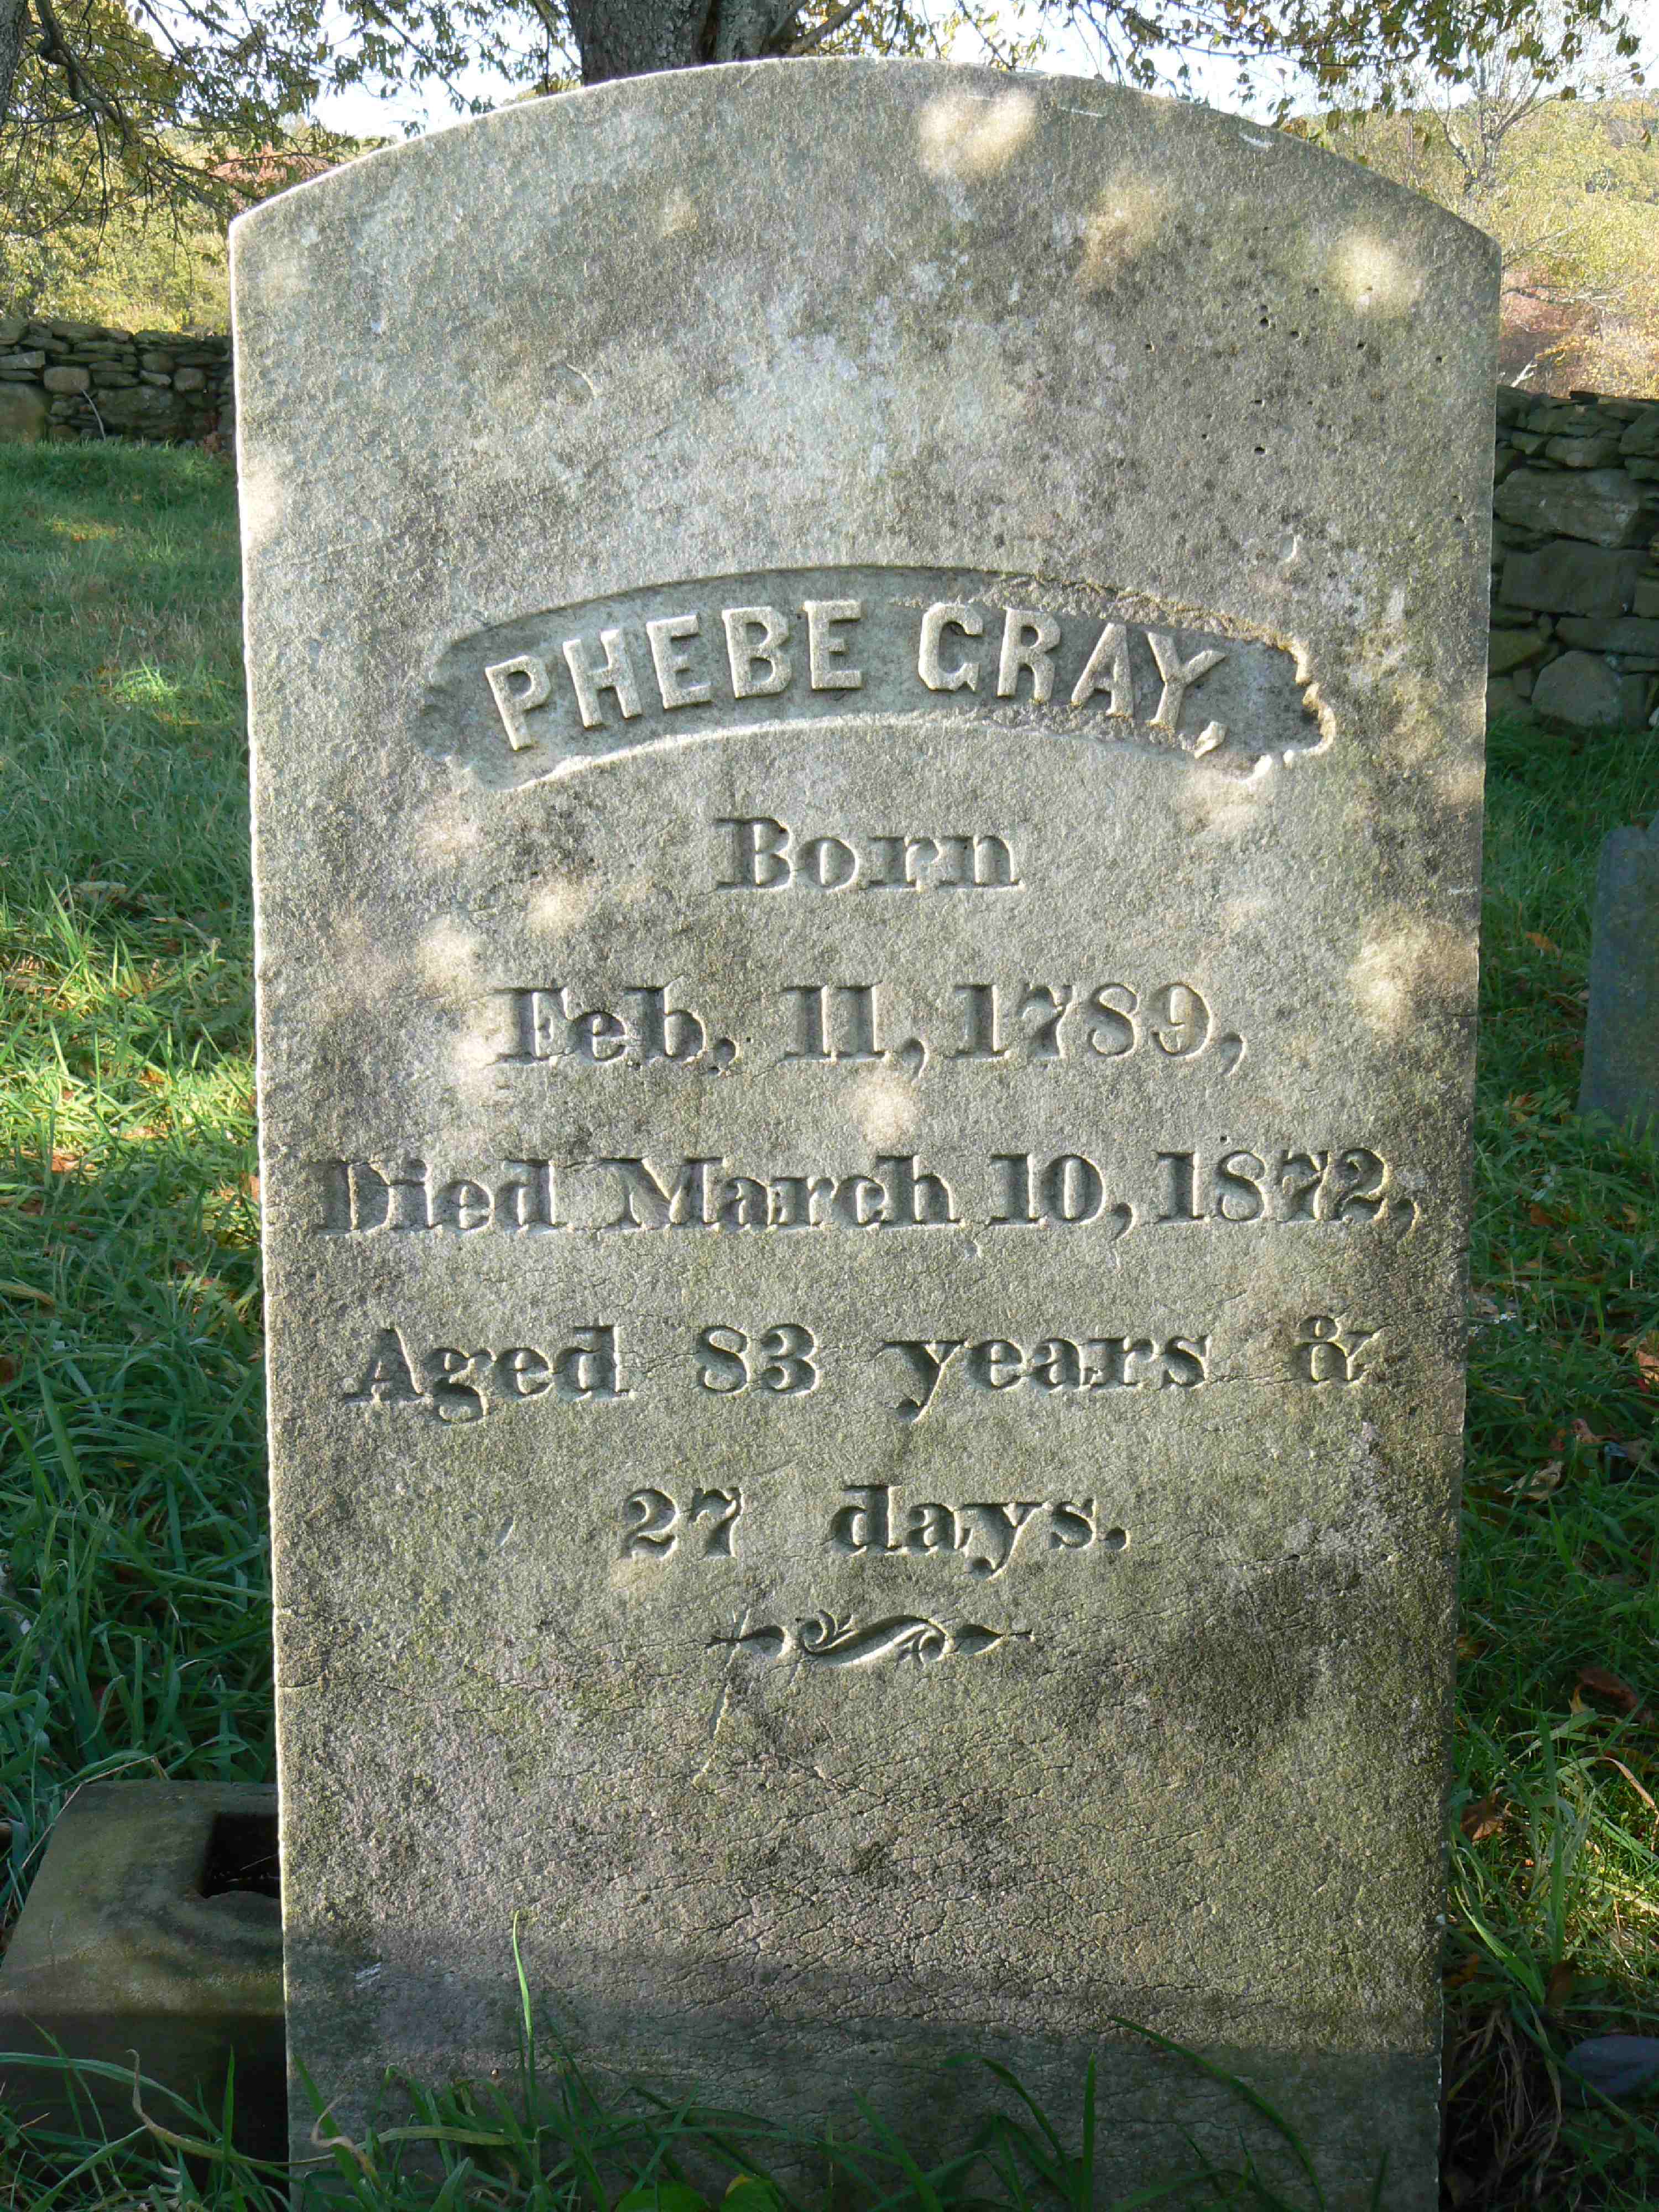 PHEBE GRAY,
Born
Feb. 11, 1789,
Died March 10, 1872,
Aged 83 years &
27 days.